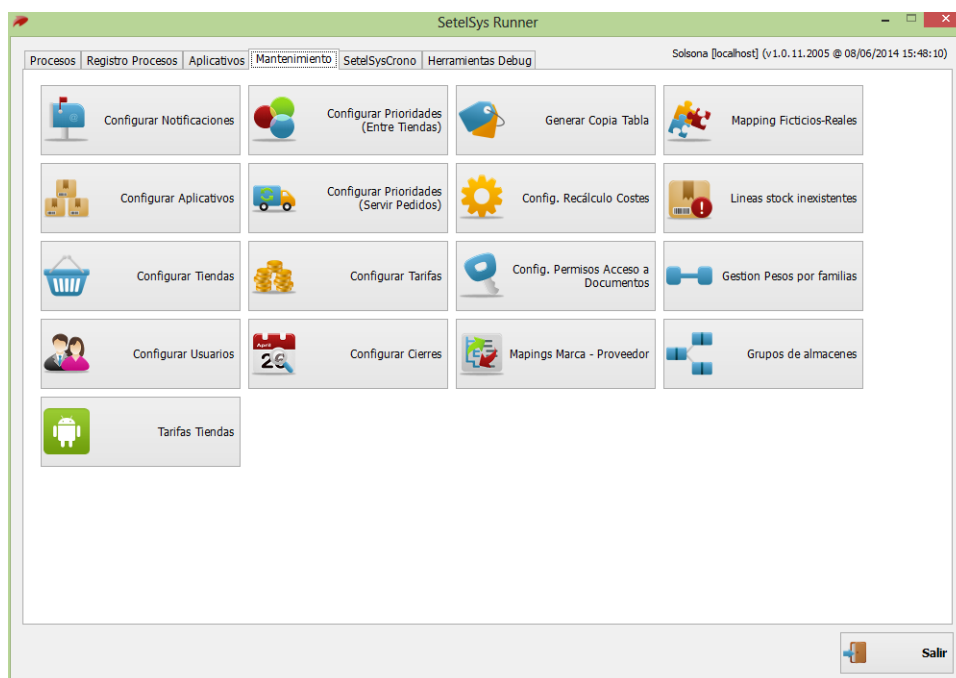 SetelSys Runner
Solsona [localhost] (v1.0.11.2005 @ 08/06/2014 15:48:10)
Procesos Registro Procesos Aplicativos Mantenimiento SetelSysCrono Herramientas Debug
Configurar Notificaciones
Configurar Prioridades
(Entre Tiendas)
Generar Copia Tabla
Mapping Ficticios-Reales
Configurar Aplicativos
Configurar Prioridades
(Servir Pedidos)
Config. Recálculo Costes
Lineas stock inexistentes
Configurar Tiendas
Configurar Tarifas
Config. Permisos Acceso a
Documentos
Gestion Pesos por familias
Configurar Usuarios
April
26
Configurar Cierres
Mapings Marca - Proveedor
Grupos de almacenes
Tarifas Tiendas
Salir